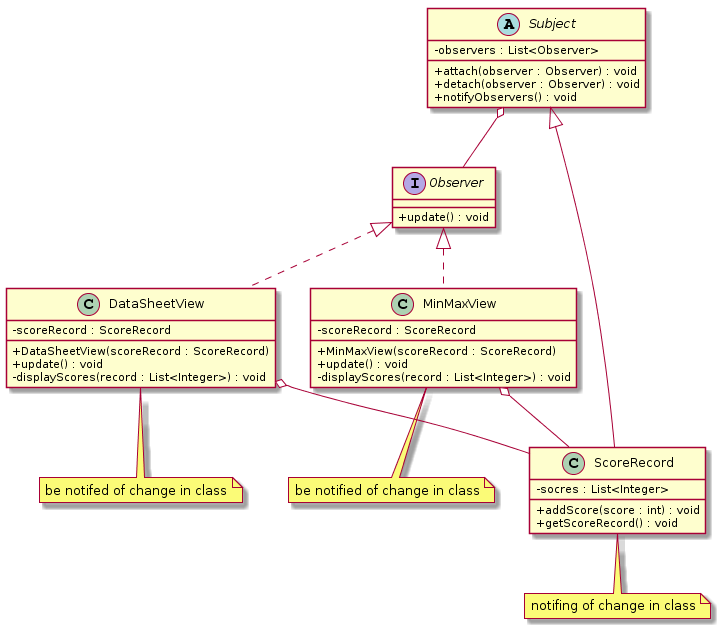 A Subject
-observers : List<Observer>
+attach(observer : Observer) : void
+detach(observer : Observer) : void
+notifyObservers() : void
I Observer
+update() : void
C DataSheetView
-scoreRecord : ScoreRecord
+DataSheetView(scoreRecord : ScoreRecord)
+update() : void
-displayScores(record : List<Integer>) : void
C MinMaxView
-scoreRecord : ScoreRecord
+MinMaxView(scoreRecord : ScoreRecord)
+update() : void
-displayScores(record : List<Integer>) : void
C ScoreRecord
-socres : List<Integer>
+addScore(score : int) : void
+getScoreRecord() : void
be notifed of change in class
be notified of change in class
notifing of change in class